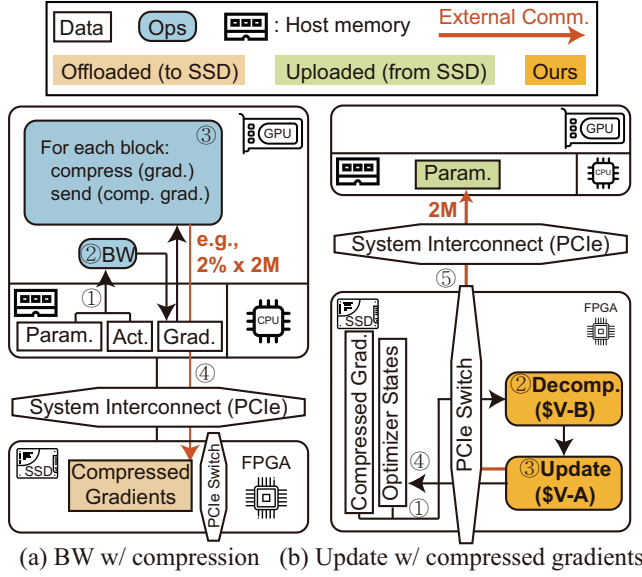 Data
Ops
: Host memory
External Comm.
Offloaded (to SSD)
Uploaded (from SSD)
Ours
③
For each block:
compress (grad.)
send (comp. grad.)
GPU
②BW
e.g.,
2% x 2M
①
Param.
Act.
Grad.
CPU
④
System Interconnect (PCIe)
SSD
Compressed
Gradients
PCIe Switch
FPGA
(a) BW w/ compression
GPU
Param.
CPU
2M
System Interconnect (PCIe)
⑤
SSD
FPGA
Compressed Grad.
Optimizer States
PCIe Switch
②Decomp.
($V-B)
③Update
($V-A)
④
①
(b) Update w/ compressed gradients